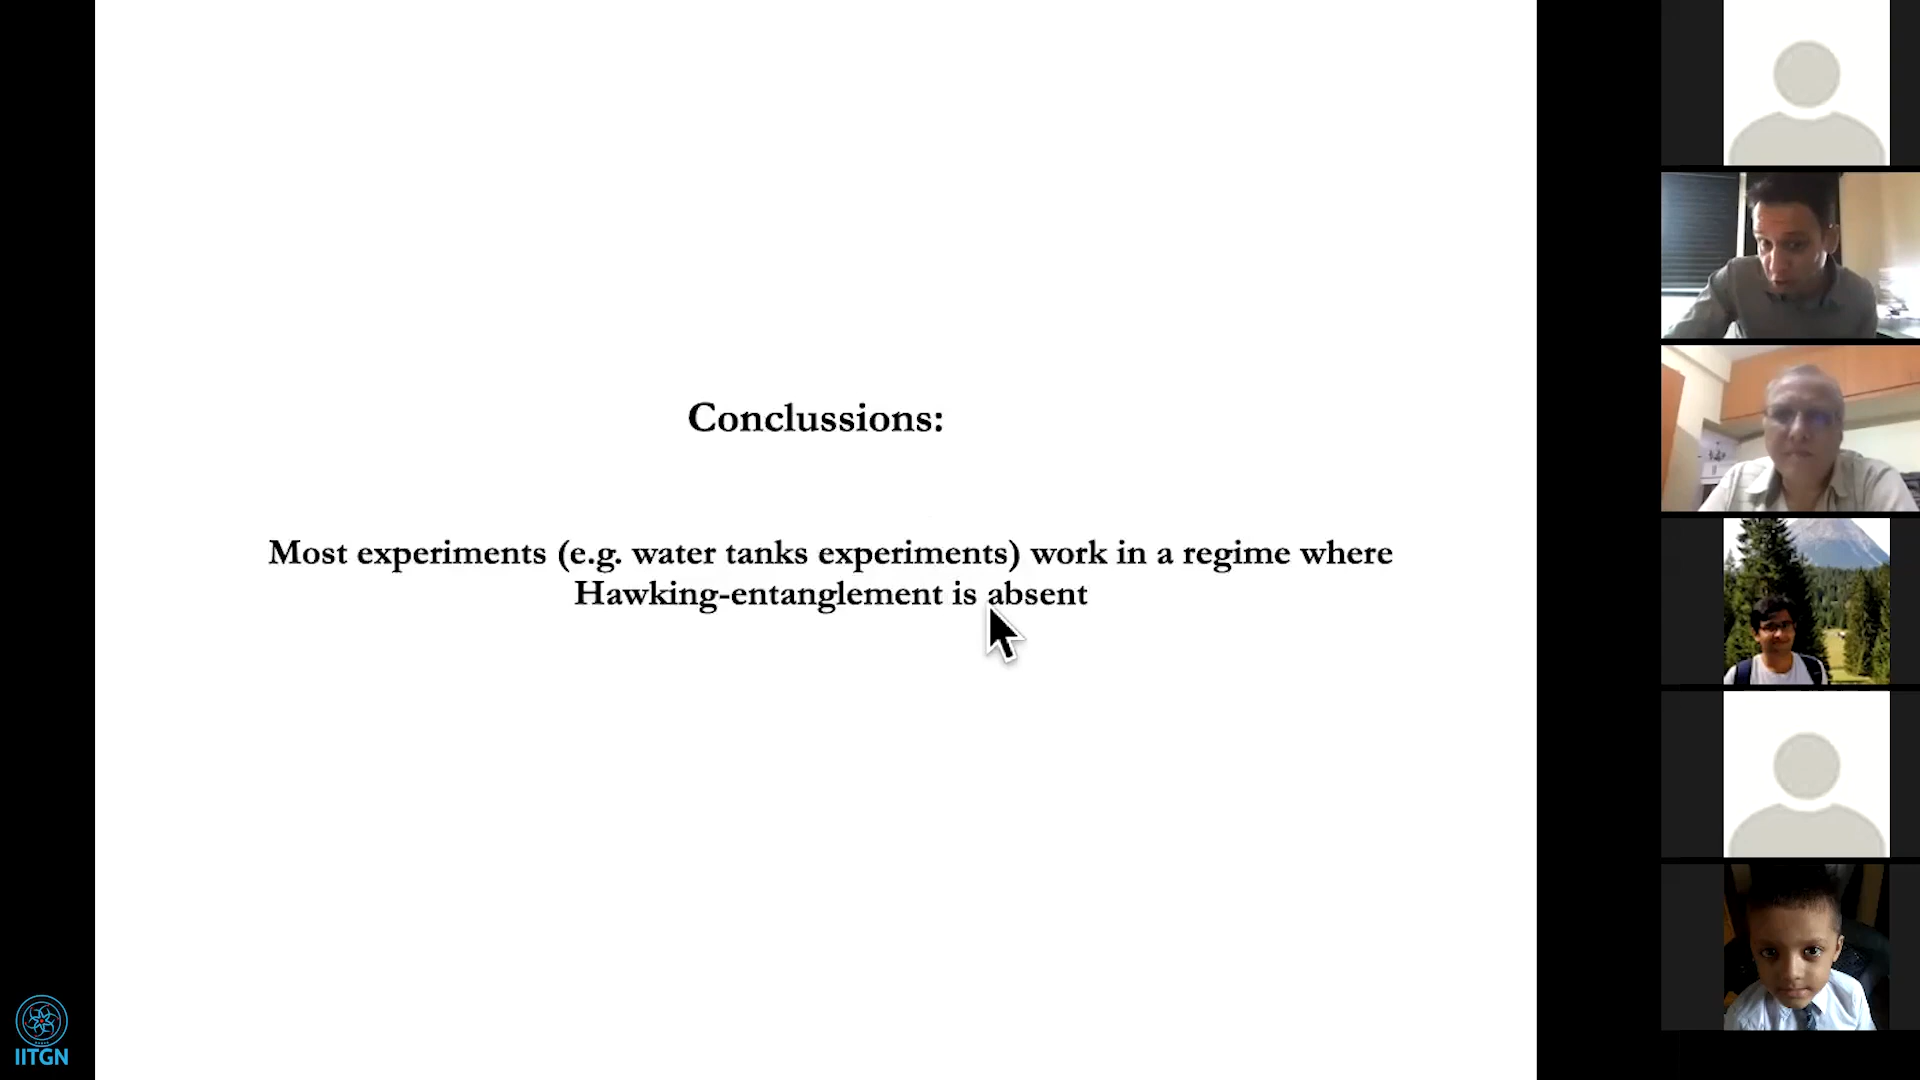 Conclussions:
Most experiments (e.g. water tanks experiments) work in a regime where
Hawking-entanglement is absent
IITGN